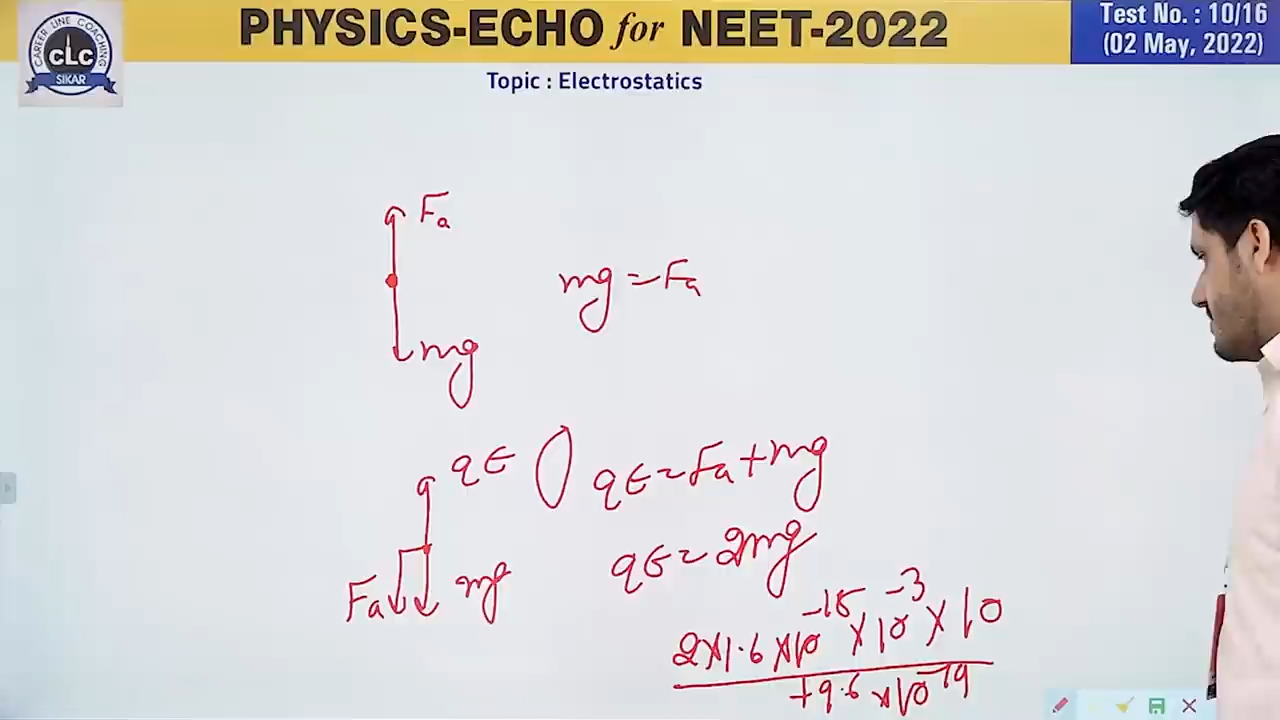 CAREER LINE COACHING
CLC
SIKAR
PHYSICS-ECHO for NEET-2022
Test No. : 10/16
(02 May, 2022)
Topic : Electrostatics
Fa
mg = Fa
mg
qE
qE = Fa + mg
qE = 2mg
Fa mg
2×1.6×10⁻¹⁵×10⁻³×10
+9.6×10⁻¹⁹